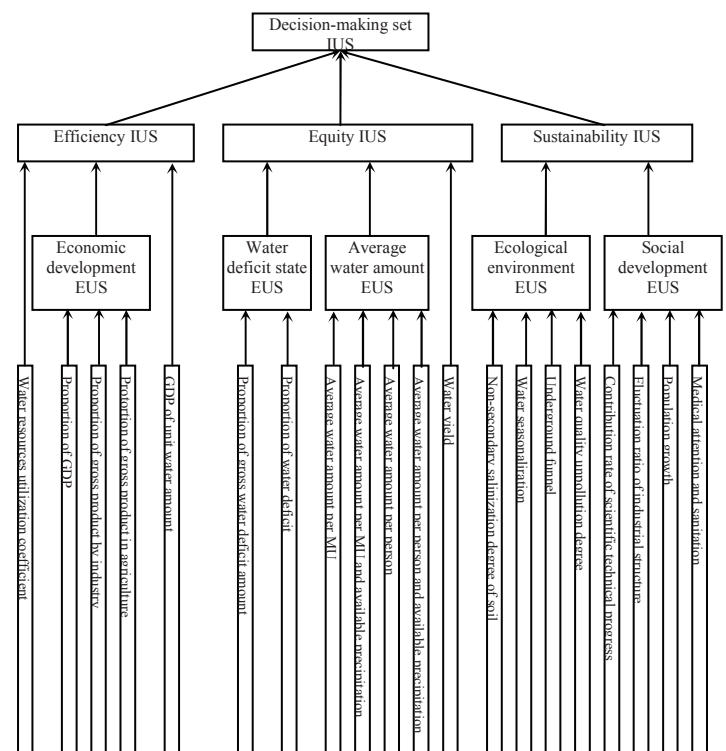 Decision-making set
IUS
Efficiency IUS
Equity IUS
Sustainability IUS
Economic
development
EUS
Water
deficit state
EUS
Average
water amount
EUS
Ecological
environment
EUS
Social
development
EUS
Water resources utilization coefficient
Proportion of GDP
Proportion of gross product by industry
Protortion of gross product in agriculture
GDP of unit water amount
Proportion of gross water deficit amount
Proportion of water deficit
Average water amount per MU
Average water amount per MU and available precipitation
Average water amount per person
Average water amount per person and available precipitation
Water yield
Non-secondary salinization degree of soil
Water seasonaliration
Underground funnel
Water quality unpollution degree
Contribution rate of scientific technical progress
Fluctuation ratio of industrial structure
Population growth
Medical attention and sanitation